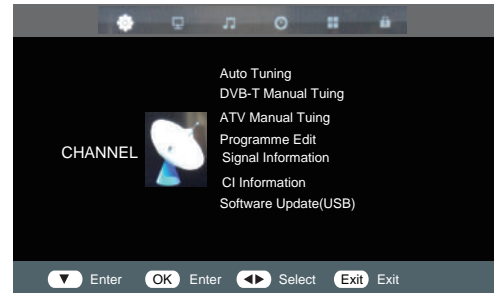 Auto Tuning
DVB-T Manual Tuing
ATV Manual Tuing
CHANNEL
Programme Edit
Signal Information
CI Information
Software Update(USB)
Enter OK Enter Select Exit Exit